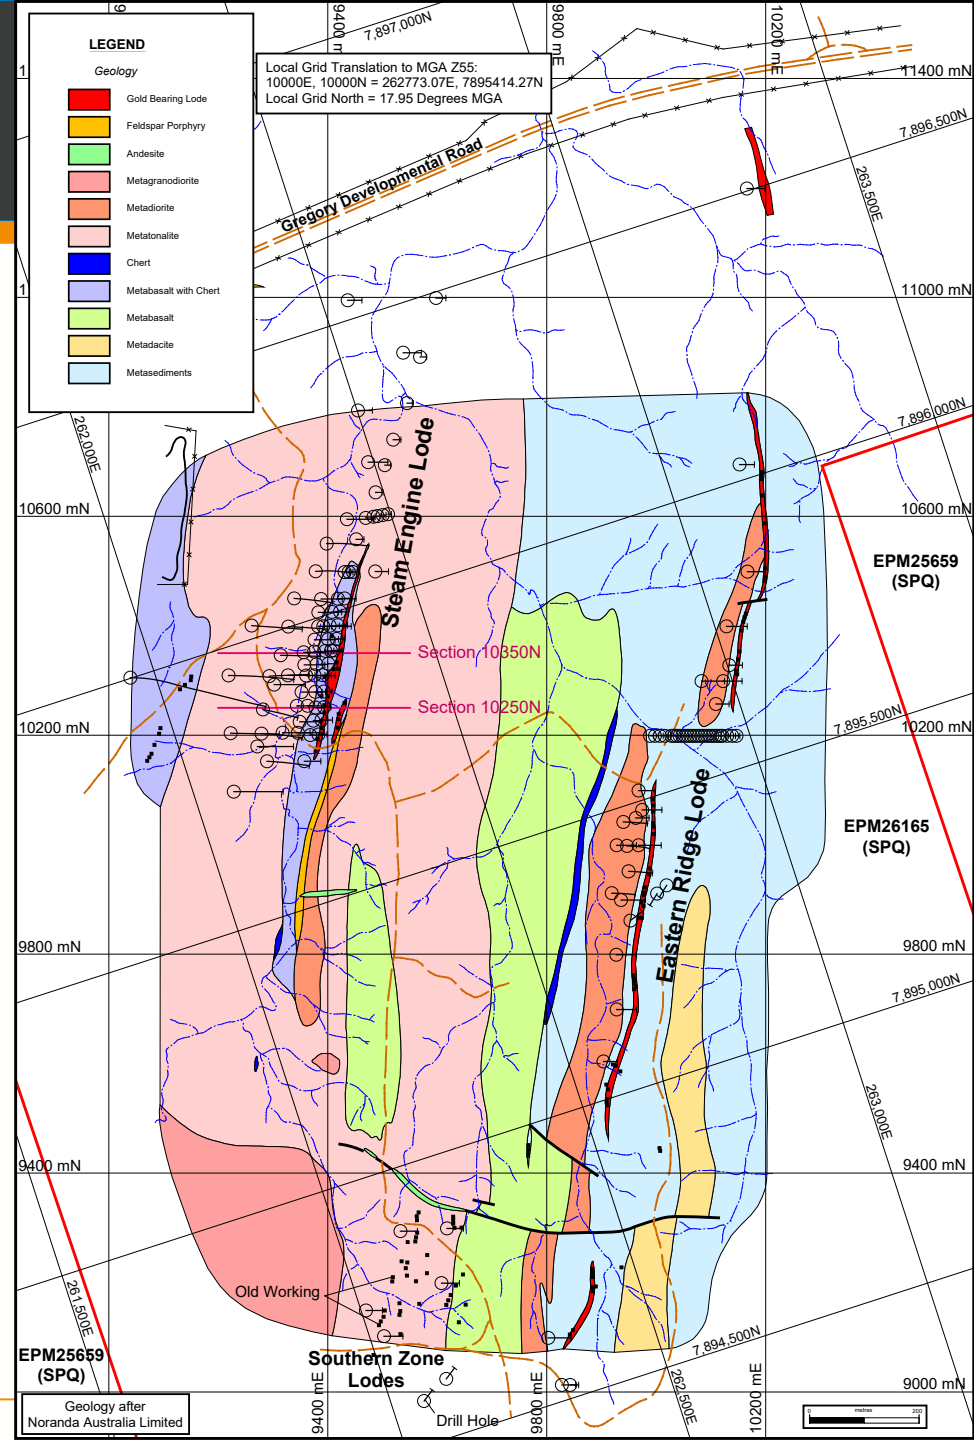 LEGEND
Geology
Gold Bearing Lode
Feldspar Porphyry
Andesite
Metagranodiorite
Metadiorite
Metatonalite
Chert
Metabasalt with Chert
Metabasalt
Metadacite
Metasediments
Local Grid Translation to MGA Z55:
10000E, 10000N = 262773.07E, 7895414.27N
Local Grid North = 17.95 Degrees MGA
7,897,000N
9400 m
9800 mE
10200 mE
11400 mN
7,896,500N
263,500E
Gregory Developmental Road
11000 mN
262,000E
7,896,000N
Steam Engine Lode
10600 mN
10600 mN
EPM25659
(SPQ)
Section 10350N
Section 10250N
7,895,500N
10200 mN
10200 mN
Eastern Ridge Lode
EPM26165
(SPQ)
9800 mN
9800 mN
7,895,000N
263,000E
9400 mN
9400 mN
Old Working
261,500E
EPM25659
(SPQ)
Southern Zone
Lodes
7,894,500N
262,500E
9000 mN
9400 mE
9800 mE
10200 mE
Drill Hole
Geology after
Noranda Australia Limited
metres
0 200